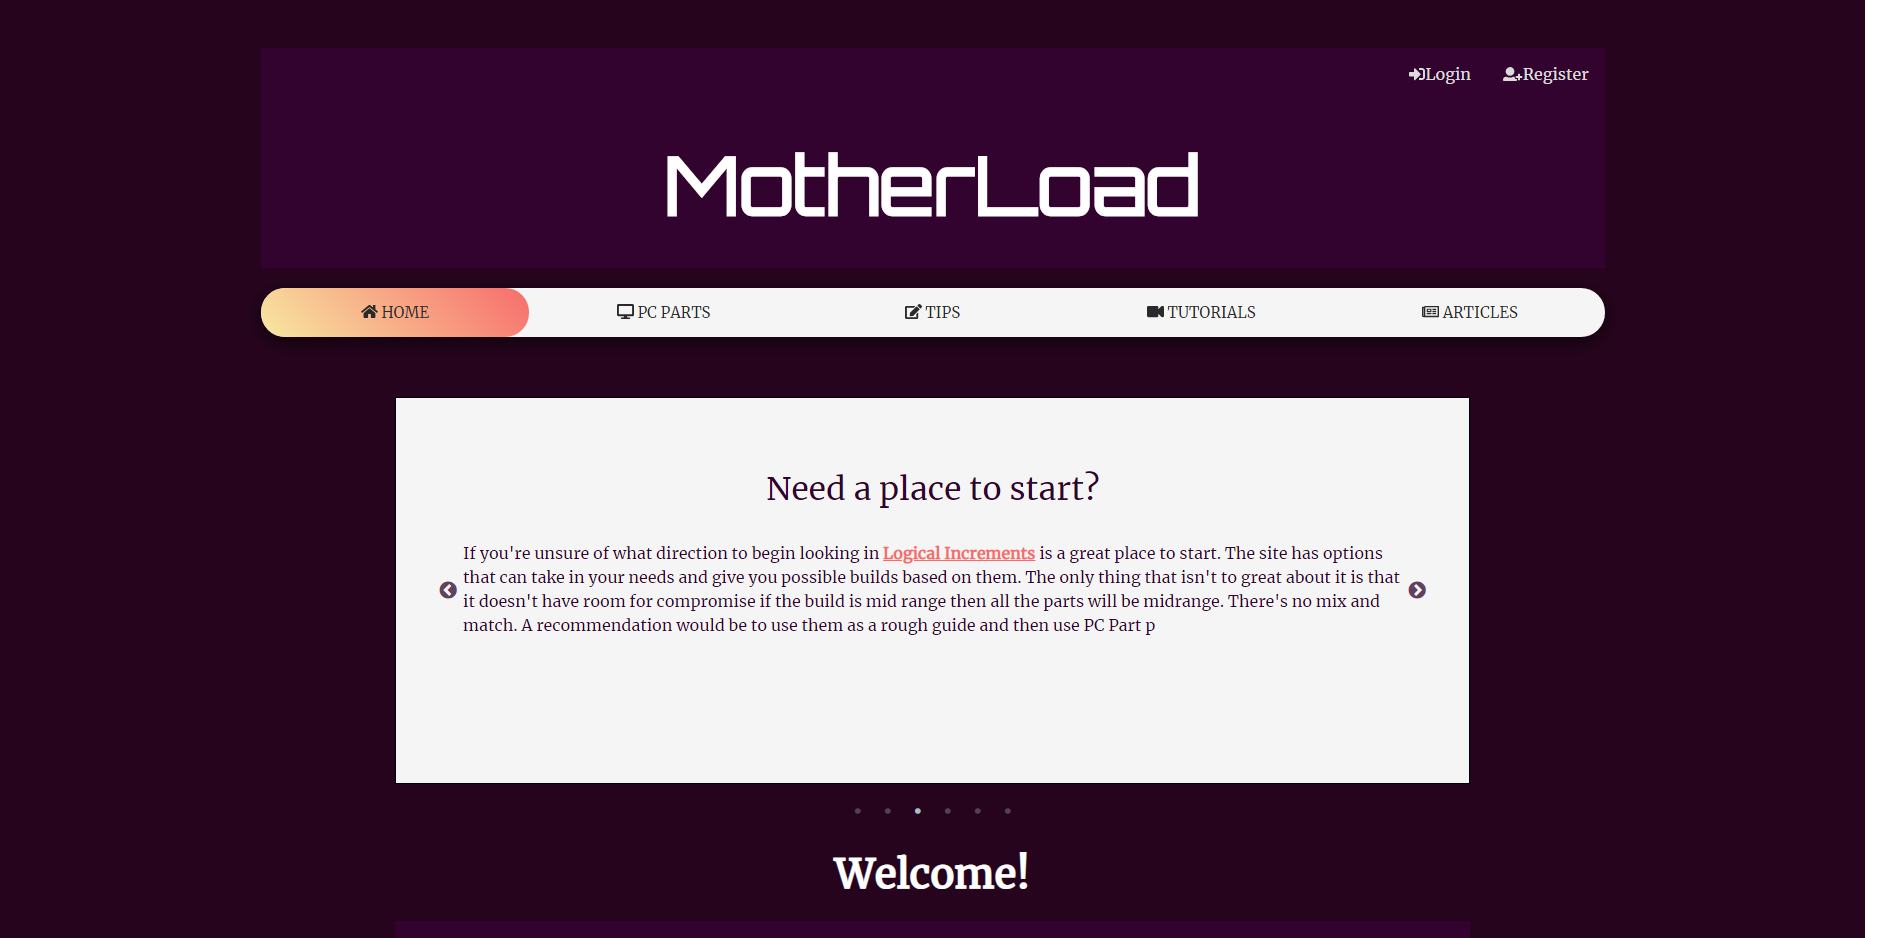 Login Register
MotherLoad
HOME PC PARTS TIPS TUTORIALS ARTICLES
Need a place to start?
If you're unsure of what direction to begin looking in Logical Increments is a great place to start. The site has options
that can take in your needs and give you possible builds based on them. The only thing that isn't to great about it is that
it doesn't have room for compromise if the build is mid range then all the parts will be midrange. There's no mix and
match. A recommendation would be to use them as a rough guide and then use PC Part p
Welcome!